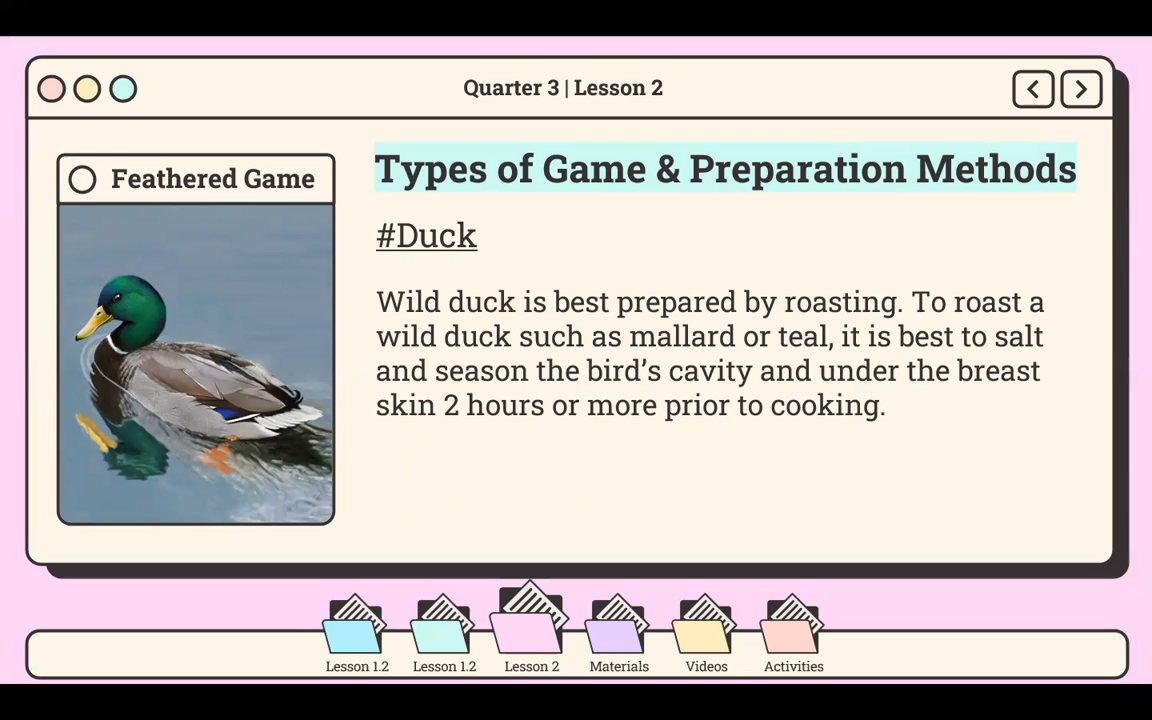 Quarter 3 | Lesson 2
Feathered Game
Types of Game & Preparation Methods
#Duck
Wild duck is best prepared by roasting. To roast a
wild duck such as mallard or teal, it is best to salt
and season the bird’s cavity and under the breast
skin 2 hours or more prior to cooking.
Lesson 1.2
Lesson 1.2
Lesson 2
Materials
Videos
Activities